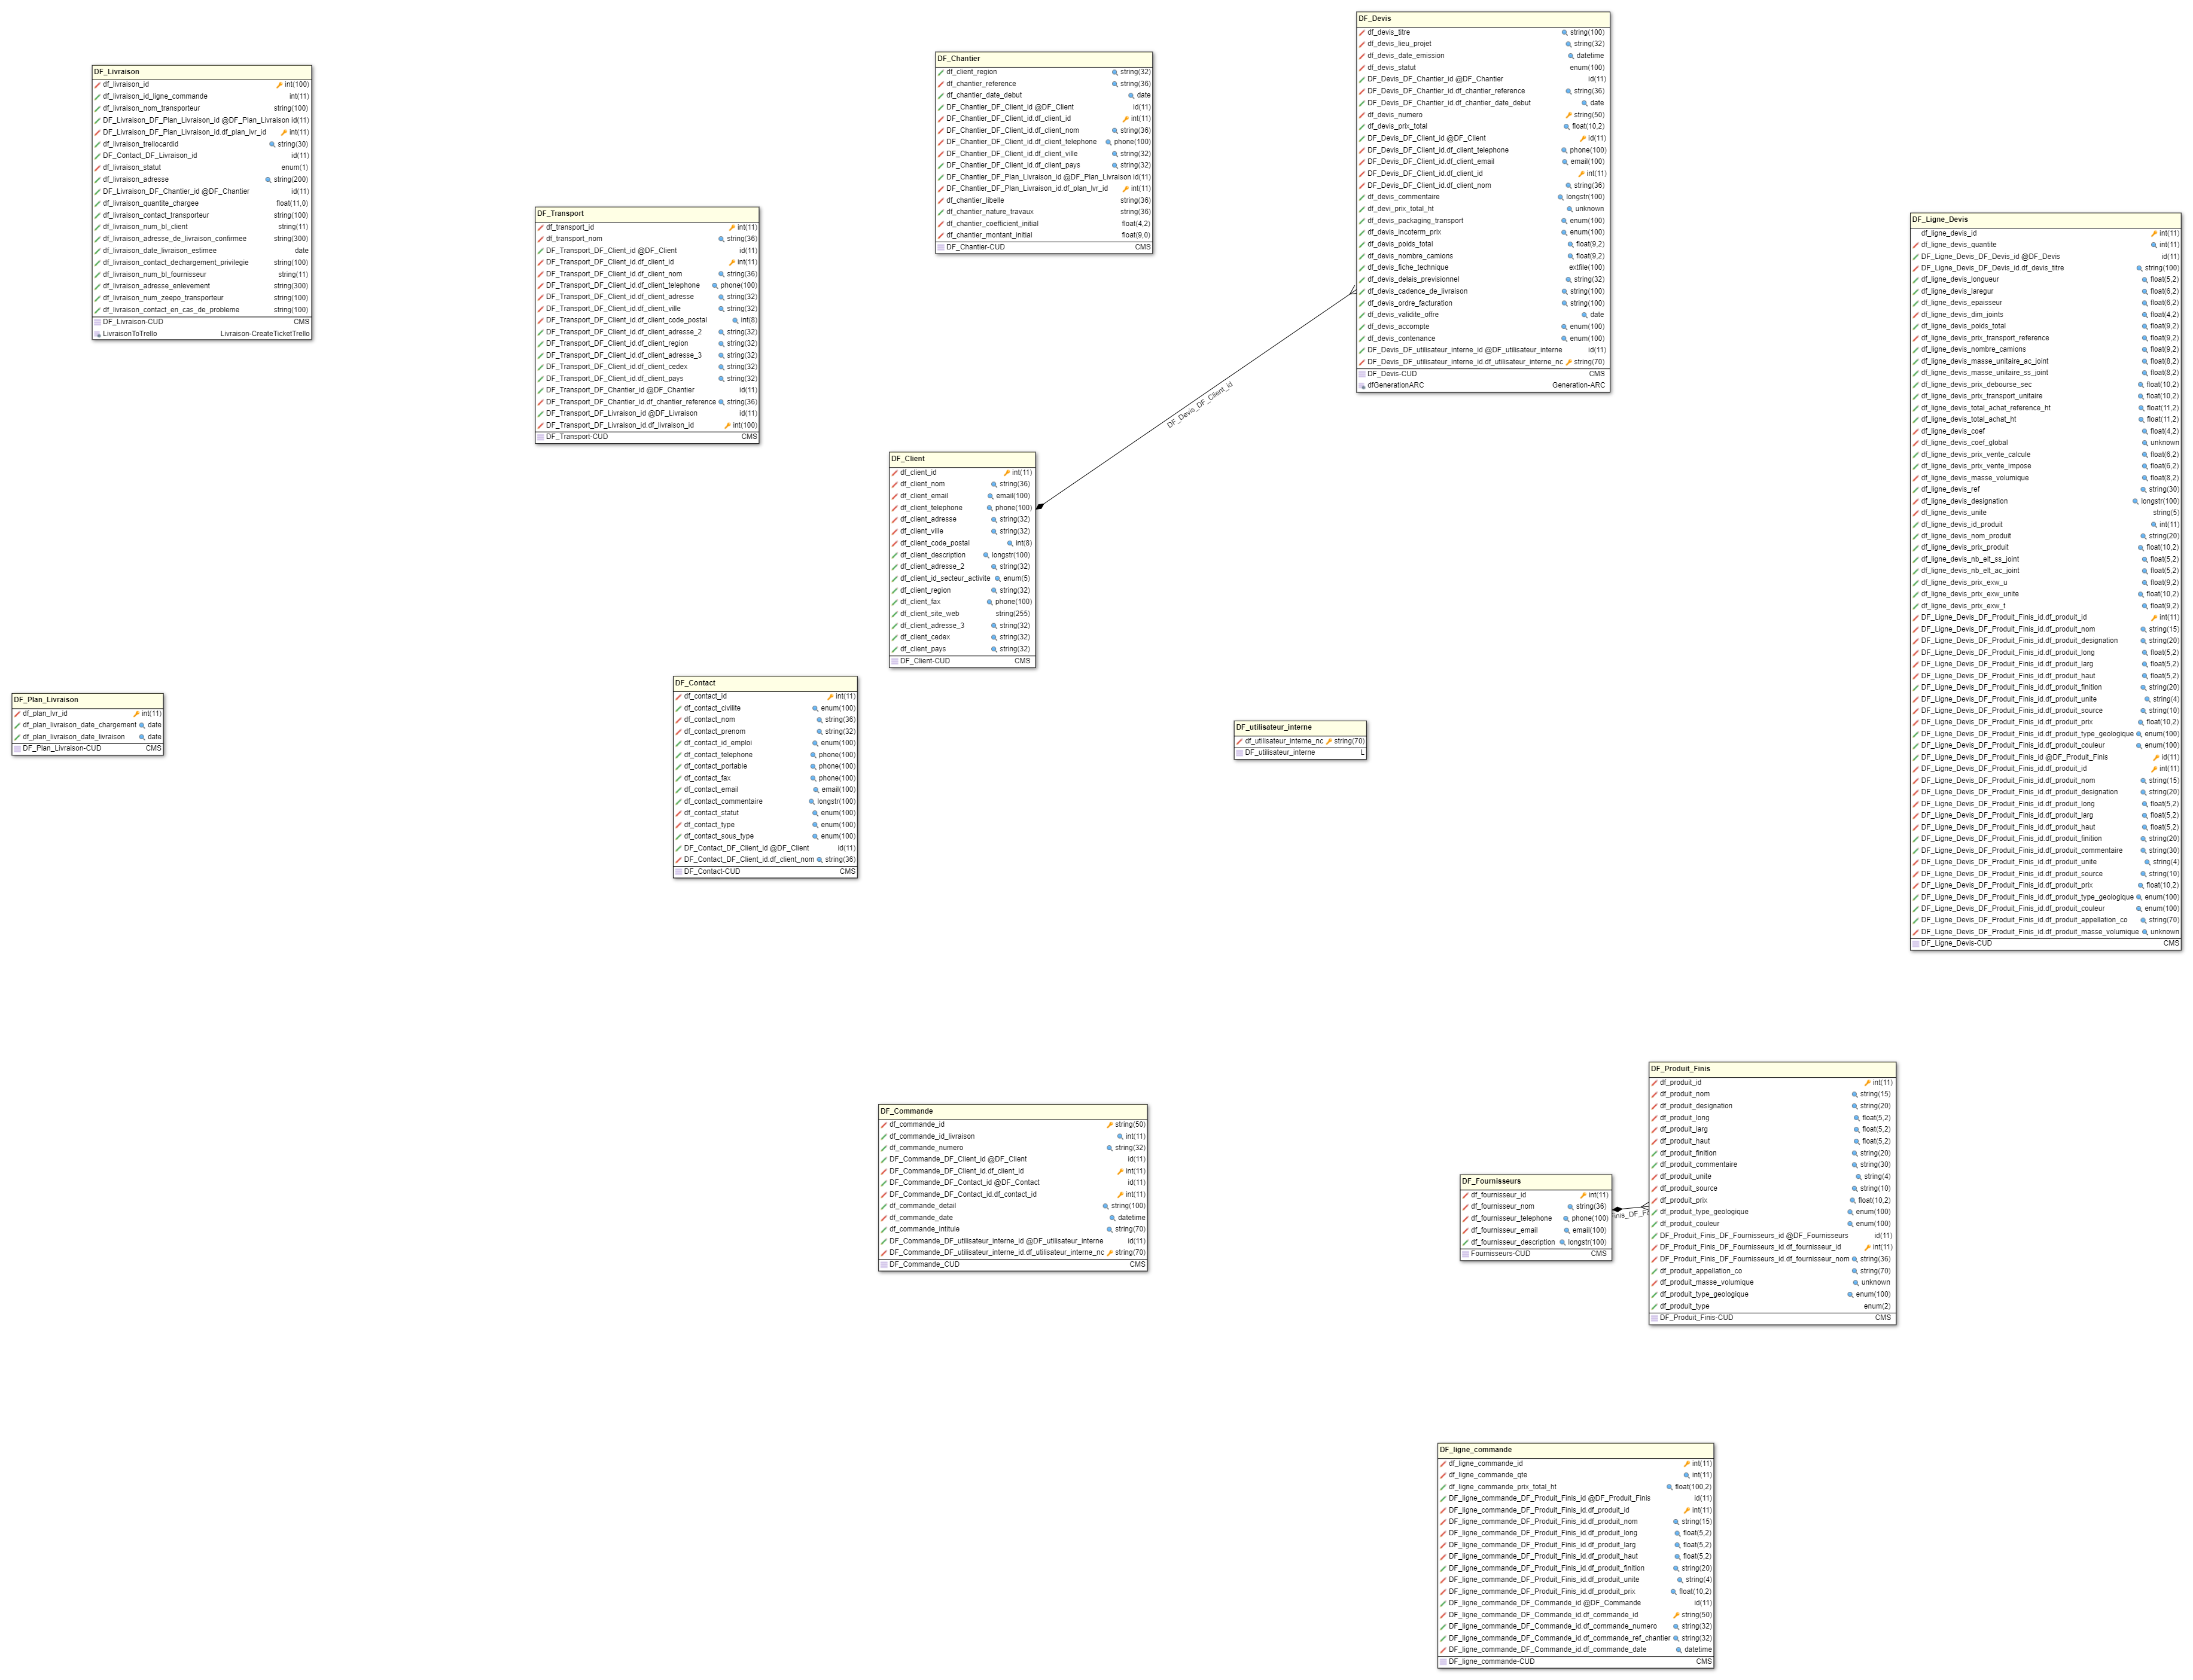 DF_Livraison
df_livraison_id int(100)
df_livraison_id_ligne_commande int(11)
df_livraison_nom_transporteur string(100)
DF_Livraison_DF_Plan_Livraison_id @DF_Plan_Livraison id(11)
DF_Livraison_DF_Plan_Livraison_id.df_plan_lvr_id int(11)
df_livraison_trellocardid string(30)
DF_Contact_DF_Livraison_id id(11)
df_livraison_statut enum(1)
df_livraison_adresse string(200)
DF_Livraison_DF_Chantier_id @DF_Chantier id(11)
df_livraison_quantite_chargee float(11,0)
df_livraison_contact_transporteur string(100)
df_livraison_num_bl_client string(11)
df_livraison_adresse_de_livraison_confirmee string(300)
df_livraison_date_livraison_estimee date
df_livraison_contact_dechargement_privilegie string(100)
df_livraison_num_bl_fournisseur string(11)
df_livraison_adresse_enlevement string(300)
df_livraison_num_zeepo_transporteur string(100)
df_livraison_contact_en_cas_de_probleme string(100)
DF_Livraison-CUD CMS
LivraisonToTrello Livraison-CreateTicketTrello
DF_Transport
df_transport_id int(11)
df_transport_nom string(36)
DF_Transport_DF_Client_id @DF_Client id(11)
DF_Transport_DF_Client_id.df_client_id int(11)
DF_Transport_DF_Client_id.df_client_nom string(36)
DF_Transport_DF_Client_id.df_client_telephone phone(100)
DF_Transport_DF_Client_id.df_client_adresse string(32)
DF_Transport_DF_Client_id.df_client_ville string(32)
DF_Transport_DF_Client_id.df_client_code_postal int(8)
DF_Transport_DF_Client_id.df_client_adresse_2 string(32)
DF_Transport_DF_Client_id.df_client_region string(32)
DF_Transport_DF_Client_id.df_client_adresse_3 string(32)
DF_Transport_DF_Client_id.df_client_cedex string(32)
DF_Transport_DF_Client_id.df_client_pays string(32)
DF_Transport_DF_Chantier_id @DF_Chantier id(11)
DF_Transport_DF_Chantier_id.df_chantier_reference string(36)
DF_Transport_DF_Livraison_id @DF_Livraison id(11)
DF_Transport_DF_Livraison_id.df_livraison_id int(100)
DF_Transport-CUD CMS
DF_Chantier
df_client_region string(32)
df_chantier_reference string(36)
df_chantier_date_debut date
DF_Chantier_DF_Client_id @DF_Client id(11)
DF_Chantier_DF_Client_id.df_client_id int(11)
DF_Chantier_DF_Client_id.df_client_nom string(36)
DF_Chantier_DF_Client_id.df_client_telephone phone(100)
DF_Chantier_DF_Client_id.df_client_ville string(32)
DF_Chantier_DF_Client_id.df_client_pays string(32)
DF_Chantier_DF_Plan_Livraison_id @DF_Plan_Livraison id(11)
DF_Chantier_DF_Plan_Livraison_id.df_plan_lvr_id int(11)
df_chantier_libelle string(36)
df_chantier_nature_travaux string(36)
df_chantier_coefficient_initial float(4,2)
df_chantier_montant_initial float(9,0)
DF_Chantier-CUD CMS
DF_Devis
df_devis_titre string(100)
df_devis_lieu_projet string(32)
df_devis_date_emission datetime
df_devis_statut enum(100)
DF_Devis_DF_Chantier_id @DF_Chantier id(11)
DF_Devis_DF_Chantier_id.df_chantier_reference string(36)
DF_Devis_DF_Chantier_id.df_chantier_date_debut date
df_devis_numero string(50)
df_devis_prix_total float(10,2)
DF_Devis_DF_Client_id @DF_Client id(11)
DF_Devis_DF_Client_id.df_client_telephone phone(100)
DF_Devis_DF_Client_id.df_client_email email(100)
DF_Devis_DF_Client_id.df_client_id int(11)
DF_Devis_DF_Client_id.df_client_nom string(36)
df_devis_commentaire longstr(100)
df_devi_prix_total_ht unknown
df_devis_packaging_transport enum(100)
df_devis_incoterm_prix enum(100)
df_devis_poids_total float(9,2)
df_devis_nombre_camions float(9,2)
df_devis_fiche_technique extfile(100)
df_devis_delais_previsionnel string(32)
df_devis_cadence_de_livraison string(100)
df_devis_ordre_facturation string(100)
df_devis_validite_offre date
df_devis_accompte enum(100)
df_devis_contenance enum(100)
DF_Devis_DF_utilisateur_interne_id @DF_utilisateur_interne id(11)
DF_Devis_DF_utilisateur_interne_id.df_utilisateur_interne_nc string(70)
DF_Devis-CUD CMS
dfGenerationARC Generation-ARC
DF_Devis_DF_Client_id
DF_Ligne_Devis
df_ligne_devis_id int(11)
df_ligne_devis_quantite int(11)
DF_Ligne_Devis_DF_Devis_id @DF_Devis id(11)
DF_Ligne_Devis_DF_Devis_id.df_devis_titre string(100)
df_ligne_devis_longueur float(5,2)
df_ligne_devis_laregur float(6,2)
df_ligne_devis_epaisseur float(6,2)
df_ligne_devis_dim_joints float(4,2)
df_ligne_devis_poids_total float(9,2)
df_ligne_devis_prix_transport_reference float(9,2)
df_ligne_devis_nombre_camions float(9,2)
df_ligne_devis_masse_unitaire_ac_joint float(8,2)
df_ligne_devis_masse_unitaire_ss_joint float(8,2)
df_ligne_devis_prix_debourse_sec float(10,2)
df_ligne_devis_prix_transport_unitaire float(10,2)
df_ligne_devis_total_achat_reference_ht float(11,2)
df_ligne_devis_total_achat_ht float(11,2)
df_ligne_devis_coef float(4,2)
df_ligne_devis_coef_global unknown
df_ligne_devis_prix_vente_calcule float(6,2)
df_ligne_devis_prix_vente_impose float(6,2)
df_ligne_devis_masse_volumique float(8,2)
df_ligne_devis_ref string(30)
df_ligne_devis_designation longstr(100)
df_ligne_devis_unite string(5)
df_ligne_devis_id_produit int(11)
df_ligne_devis_nom_produit string(20)
df_ligne_devis_prix_produit float(10,2)
df_ligne_devis_nb_elt_ss_joint float(5,2)
df_ligne_devis_nb_elt_ac_joint float(5,2)
df_ligne_devis_prix_exw_u float(9,2)
df_ligne_devis_prix_exw_unite float(10,2)
df_ligne_devis_prix_exw_t float(9,2)
DF_Ligne_Devis_DF_Produit_Finis_id.df_produit_id int(11)
DF_Ligne_Devis_DF_Produit_Finis_id.df_produit_nom string(15)
DF_Ligne_Devis_DF_Produit_Finis_id.df_produit_designation string(20)
DF_Ligne_Devis_DF_Produit_Finis_id.df_produit_long float(5,2)
DF_Ligne_Devis_DF_Produit_Finis_id.df_produit_larg float(5,2)
DF_Ligne_Devis_DF_Produit_Finis_id.df_produit_haut float(5,2)
DF_Ligne_Devis_DF_Produit_Finis_id.df_produit_finition string(20)
DF_Ligne_Devis_DF_Produit_Finis_id.df_produit_unite string(4)
DF_Ligne_Devis_DF_Produit_Finis_id.df_produit_source string(10)
DF_Ligne_Devis_DF_Produit_Finis_id.df_produit_prix float(10,2)
DF_Ligne_Devis_DF_Produit_Finis_id.df_produit_type_geologique enum(100)
DF_Ligne_Devis_DF_Produit_Finis_id.df_produit_couleur enum(100)
DF_Ligne_Devis_DF_Produit_Finis_id @DF_Produit_Finis id(11)
DF_Ligne_Devis_DF_Produit_Finis_id.df_produit_id int(11)
DF_Ligne_Devis_DF_Produit_Finis_id.df_produit_nom string(15)
DF_Ligne_Devis_DF_Produit_Finis_id.df_produit_designation string(20)
DF_Ligne_Devis_DF_Produit_Finis_id.df_produit_long float(5,2)
DF_Ligne_Devis_DF_Produit_Finis_id.df_produit_larg float(5,2)
DF_Ligne_Devis_DF_Produit_Finis_id.df_produit_haut float(5,2)
DF_Ligne_Devis_DF_Produit_Finis_id.df_produit_finition string(20)
DF_Ligne_Devis_DF_Produit_Finis_id.df_produit_commentaire string(30)
DF_Ligne_Devis_DF_Produit_Finis_id.df_produit_unite string(4)
DF_Ligne_Devis_DF_Produit_Finis_id.df_produit_source string(10)
DF_Ligne_Devis_DF_Produit_Finis_id.df_produit_prix float(10,2)
DF_Ligne_Devis_DF_Produit_Finis_id.df_produit_type_geologique enum(100)
DF_Ligne_Devis_DF_Produit_Finis_id.df_produit_couleur enum(100)
DF_Ligne_Devis_DF_Produit_Finis_id.df_produit_appellation_co string(70)
DF_Ligne_Devis_DF_Produit_Finis_id.df_produit_masse_volumique unknown
DF_Ligne_Devis-CUD CMS
DF_Client
df_client_id int(11)
df_client_nom string(36)
df_client_email email(100)
df_client_telephone phone(100)
df_client_adresse string(32)
df_client_ville string(32)
df_client_code_postal int(8)
df_client_description longstr(100)
df_client_adresse_2 string(32)
df_client_id_secteur_activite enum(5)
df_client_region string(32)
df_client_fax phone(100)
df_client_site_web string(255)
df_client_adresse_3 string(32)
df_client_cedex string(32)
df_client_pays string(32)
DF_Client-CUD CMS
DF_Plan_Livraison
df_plan_lvr_id int(11)
df_plan_livraison_date_chargement date
df_plan_livraison_date_livraison date
DF_Plan_Livraison-CUD CMS
DF_Contact
df_contact_id int(11)
df_contact_civilite enum(100)
df_contact_nom string(36)
df_contact_prenom string(32)
df_contact_id_emploi enum(100)
df_contact_telephone phone(100)
df_contact_portable phone(100)
df_contact_fax phone(100)
df_contact_email email(100)
df_contact_commentaire longstr(100)
df_contact_statut enum(100)
df_contact_type enum(100)
df_contact_sous_type enum(100)
DF_Contact_DF_Client_id @DF_Client id(11)
DF_Contact_DF_Client_id.df_client_nom string(36)
DF_Contact-CUD CMS
DF_utilisateur_interne
df_utilisateur_interne_nc string(70)
DF_utilisateur_interne L
DF_Commande
df_commande_id string(50)
df_commande_id_livraison int(11)
df_commande_numero string(32)
DF_Commande_DF_Client_id @DF_Client id(11)
DF_Commande_DF_Client_id.df_client_id int(11)
DF_Commande_DF_Contact_id @DF_Contact id(11)
DF_Commande_DF_Contact_id.df_contact_id int(11)
df_commande_detail string(100)
df_commande_date datetime
df_commande_intitule string(70)
DF_Commande_DF_utilisateur_interne_id @DF_utilisateur_interne id(11)
DF_Commande_DF_utilisateur_interne_id.df_utilisateur_interne_nc string(70)
DF_Commande_CUD CMS
DF_Fournisseurs
df_fournisseur_id int(11)
df_fournisseur_nom string(36)
df_fournisseur_telephone phone(100)
df_fournisseur_email email(100)
df_fournisseur_description longstr(100)
Fournisseurs-CUD CMS
DF_Produit_Finis
df_produit_id int(11)
df_produit_nom string(15)
df_produit_designation string(20)
df_produit_long float(5,2)
df_produit_larg float(5,2)
df_produit_haut float(5,2)
df_produit_finition string(20)
df_produit_commentaire string(30)
df_produit_unite string(4)
df_produit_source string(10)
df_produit_prix float(10,2)
df_produit_type_geologique enum(100)
df_produit_couleur enum(100)
DF_Produit_Finis_DF_Fournisseurs_id @DF_Fournisseurs id(11)
DF_Produit_Finis_DF_Fournisseurs_id.df_fournisseur_id int(11)
DF_Produit_Finis_DF_Fournisseurs_id.df_fournisseur_nom string(36)
df_produit_appellation_co string(70)
df_produit_masse_volumique unknown
df_produit_type_geologique enum(100)
df_produit_type enum(2)
DF_Produit_Finis-CUD CMS
DF_ligne_commande
df_ligne_commande_id int(11)
df_ligne_commande_qte int(11)
df_ligne_commande_prix_total_ht float(100,2)
DF_ligne_commande_DF_Produit_Finis_id @DF_Produit_Finis id(11)
DF_ligne_commande_DF_Produit_Finis_id.df_produit_id int(11)
DF_ligne_commande_DF_Produit_Finis_id.df_produit_nom string(15)
DF_ligne_commande_DF_Produit_Finis_id.df_produit_long float(5,2)
DF_ligne_commande_DF_Produit_Finis_id.df_produit_larg float(5,2)
DF_ligne_commande_DF_Produit_Finis_id.df_produit_haut float(5,2)
DF_ligne_commande_DF_Produit_Finis_id.df_produit_finition string(20)
DF_ligne_commande_DF_Produit_Finis_id.df_produit_unite string(4)
DF_ligne_commande_DF_Produit_Finis_id.df_produit_prix float(10,2)
DF_ligne_commande_DF_Commande_id @DF_Commande id(11)
DF_ligne_commande_DF_Commande_id.df_commande_id string(50)
DF_ligne_commande_DF_Commande_id.df_commande_numero string(32)
DF_ligne_commande_DF_Commande_id.df_commande_ref_chantier string(32)
DF_ligne_commande_DF_Commande_id.df_commande_date datetime
DF_ligne_commande-CUD CMS